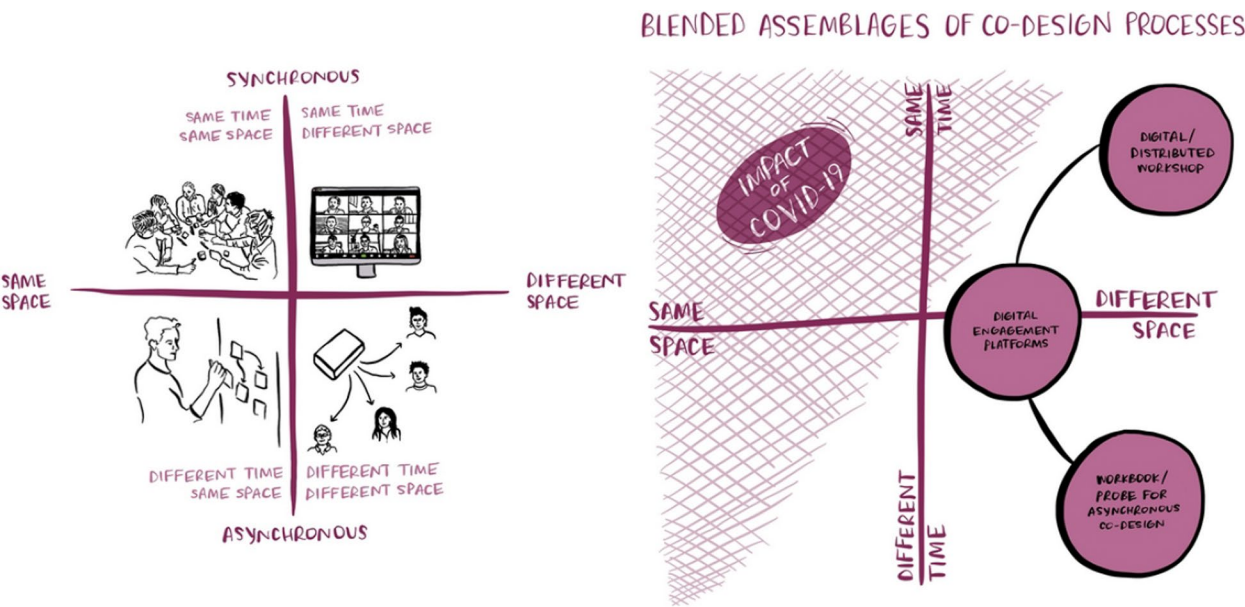 SYNCHRONOUS
SAME TIME
SAME SPACE
SAME TIME
DIFFERENT SPACE
SAME
SPACE
DIFFERENT
SPACE
DIFFERENT TIME
SAME SPACE
DIFFERENT TIME
DIFFERENT SPACE
ASYNCHRONOUS
BLENDED ASSEMBLAGES OF CO-DESIGN PROCESSES
SAME
TIME
IMPACT
OF
COVID-19
DIGITAL/
DISTRIBUTED
WORKSHOP
SAME
SPACE
DIGITAL
ENGAGEMENT
PLATFORMS
DIFFERENT
SPACE
DIFFERENT
TIME
WORKBOOK/
PROBE FOR
ASYNCHRONOUS
CO-DESIGN